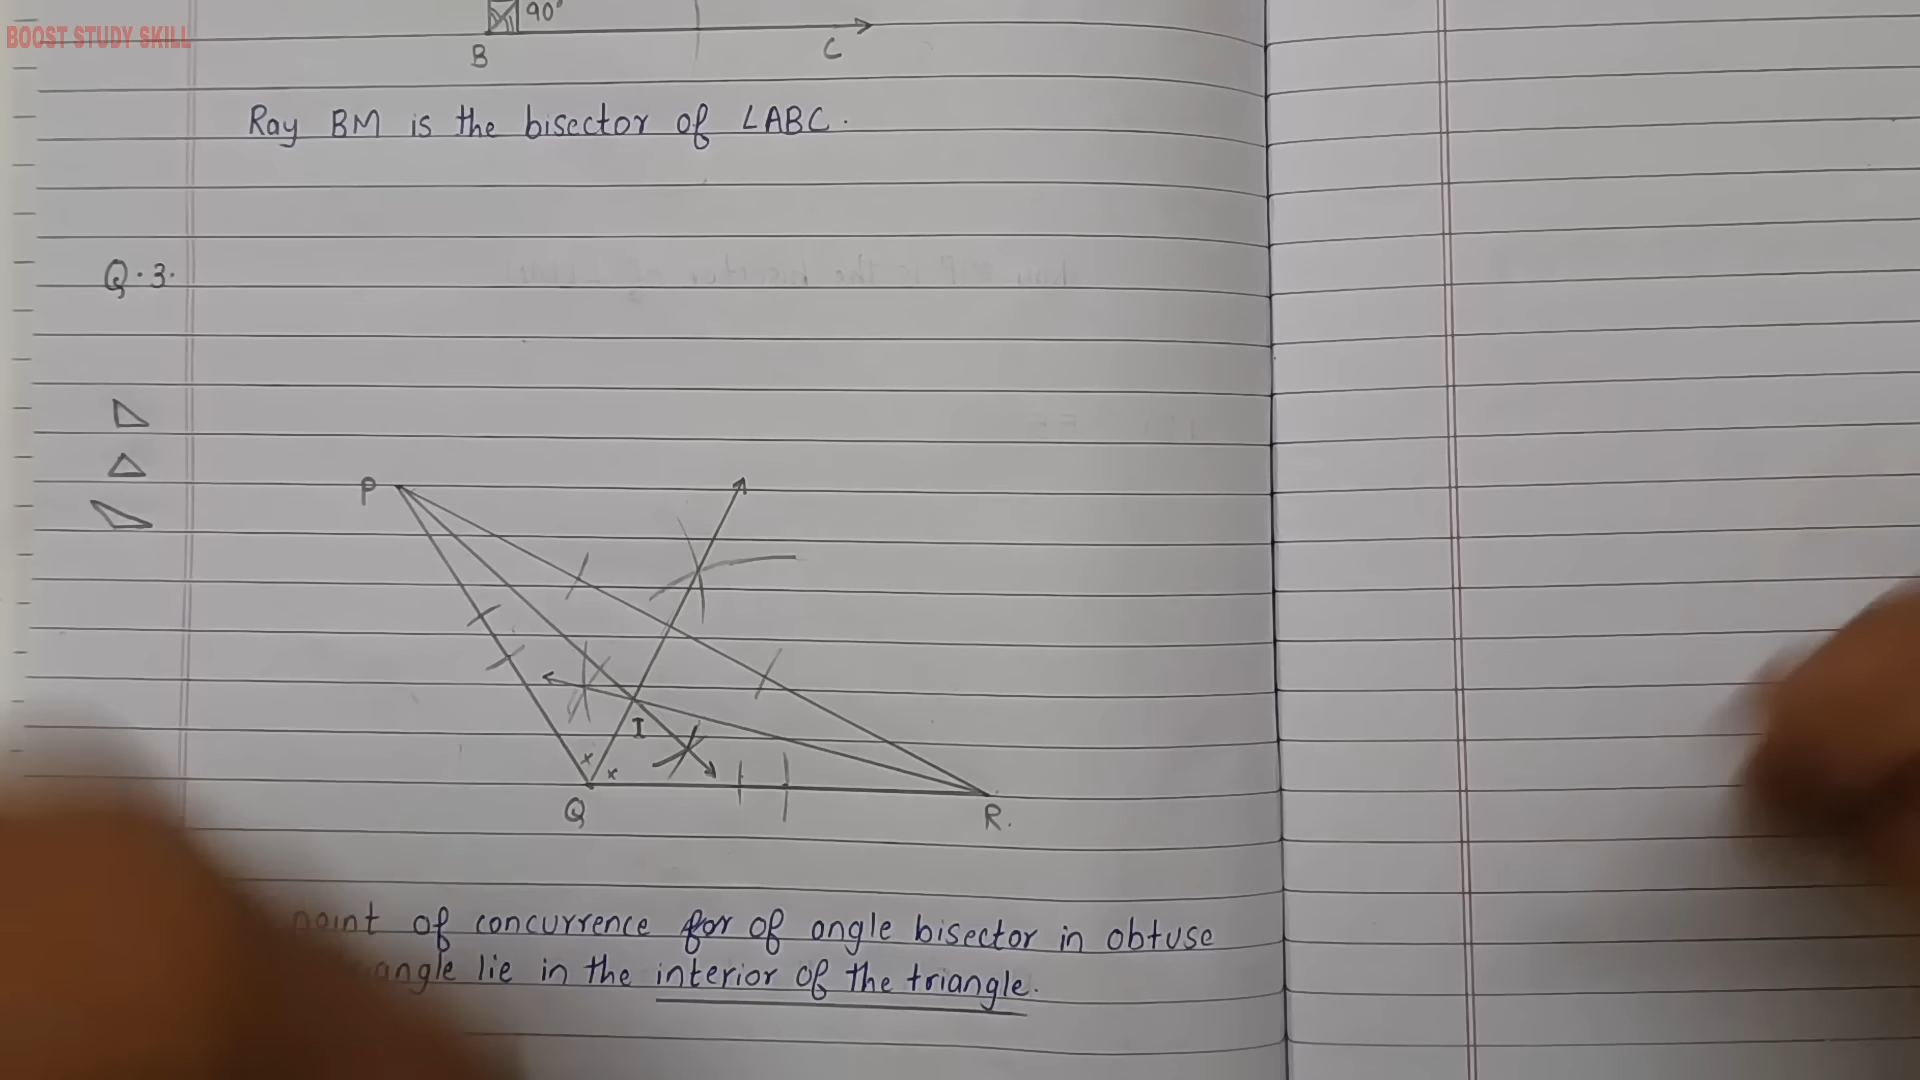 BOOST STUDY SKILL
90°
B
C
Ray BM is the bisector of ∠ABC.
Q.3.
P
I
x
x
Q
R.
point of concurrence for of angle bisector in obtuse
angle lie in the interior of the triangle.